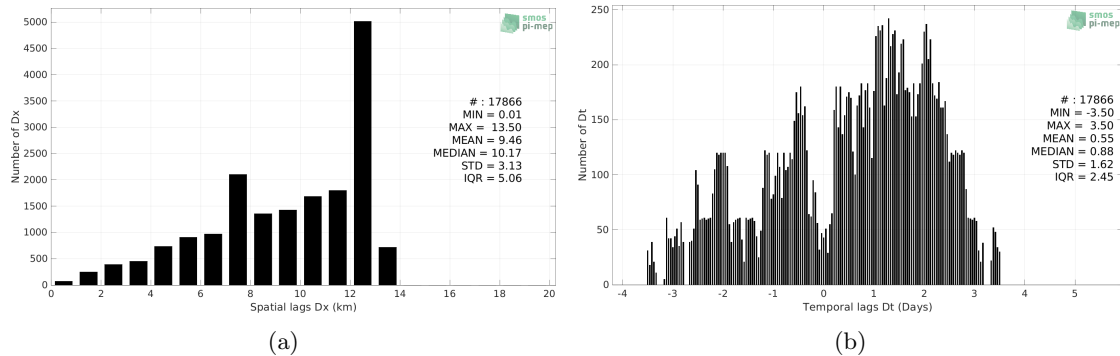 5000
4500
4000
3500
3000
2500
2000
1500
1000
500
0
Number of Dx
0 2 4 6 8 10 12 14 16 18 20
Spatial lags Dx (km)
smos
pi-mep
# : 17866
MIN = 0.01
MAX = 13.50
MEAN = 9.46
MEDIAN = 10.17
STD = 3.13
IQR = 5.06
(a)
250
200
150
100
50
0
Number of Dt
-4 -3 -2 -1 0 1 2 3 4 5
Temporal lags Dt (Days)
smos
pi-mep
# : 17866
MIN = -3.50
MAX = 3.50
MEAN = 0.55
MEDIAN = 0.88
STD = 1.62
IQR = 2.45
(b)